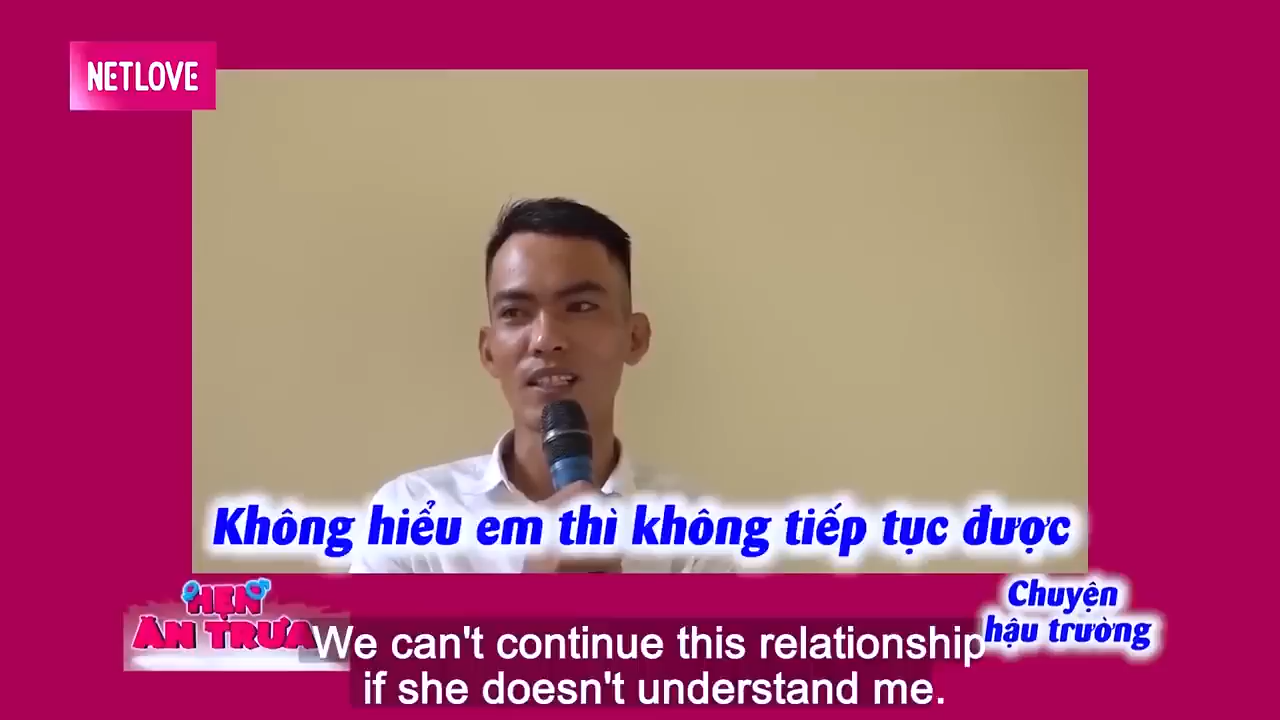 NETLOVE
Không hiểu em thì không tiếp tục được
HẸN
ĂN TRƯA
Chuyện
hậu trường
We can't continue this relationship
if she doesn't understand me.